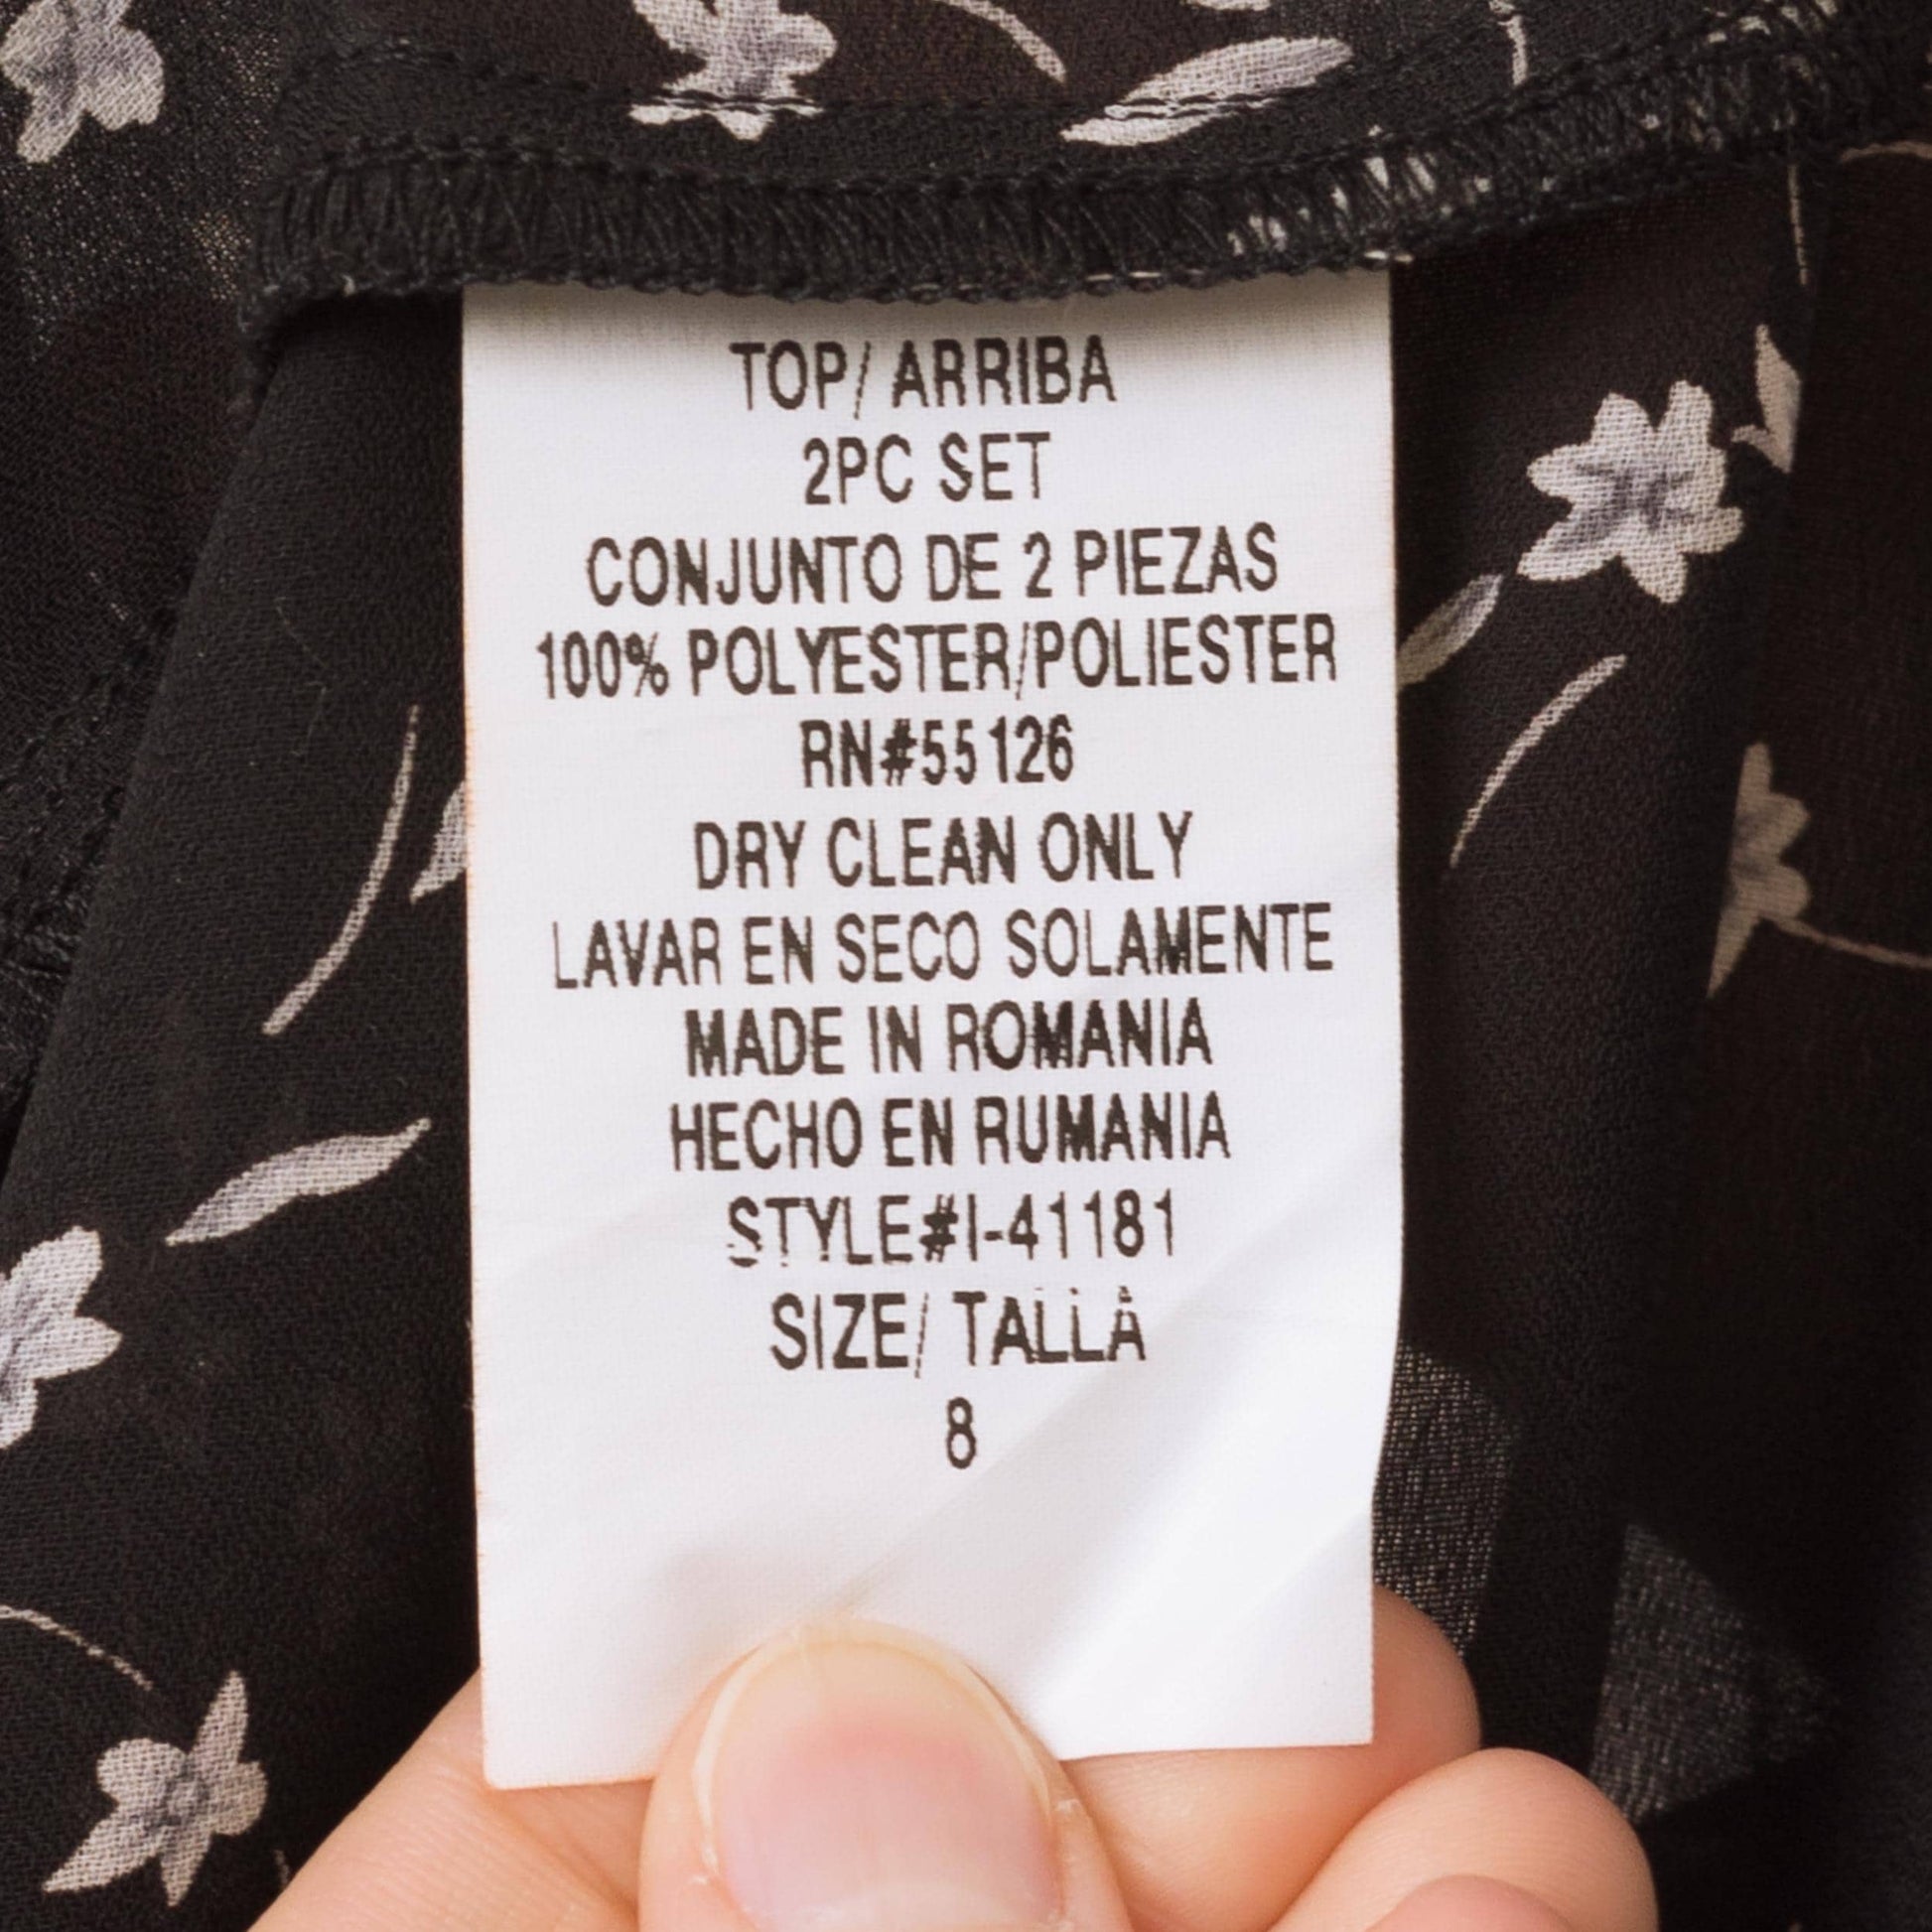 TOP/ ARRIBA
2PC SET
CONJUNTO DE 2 PIEZAS
100% POLYESTER/POLIESTER
RN#55126
DRY CLEAN ONLY
LAVAR EN SECO SOLAMENTE
MADE IN ROMANIA
HECHO EN RUMANIA
STYLE#I-41181
SIZE/ TALLA
8